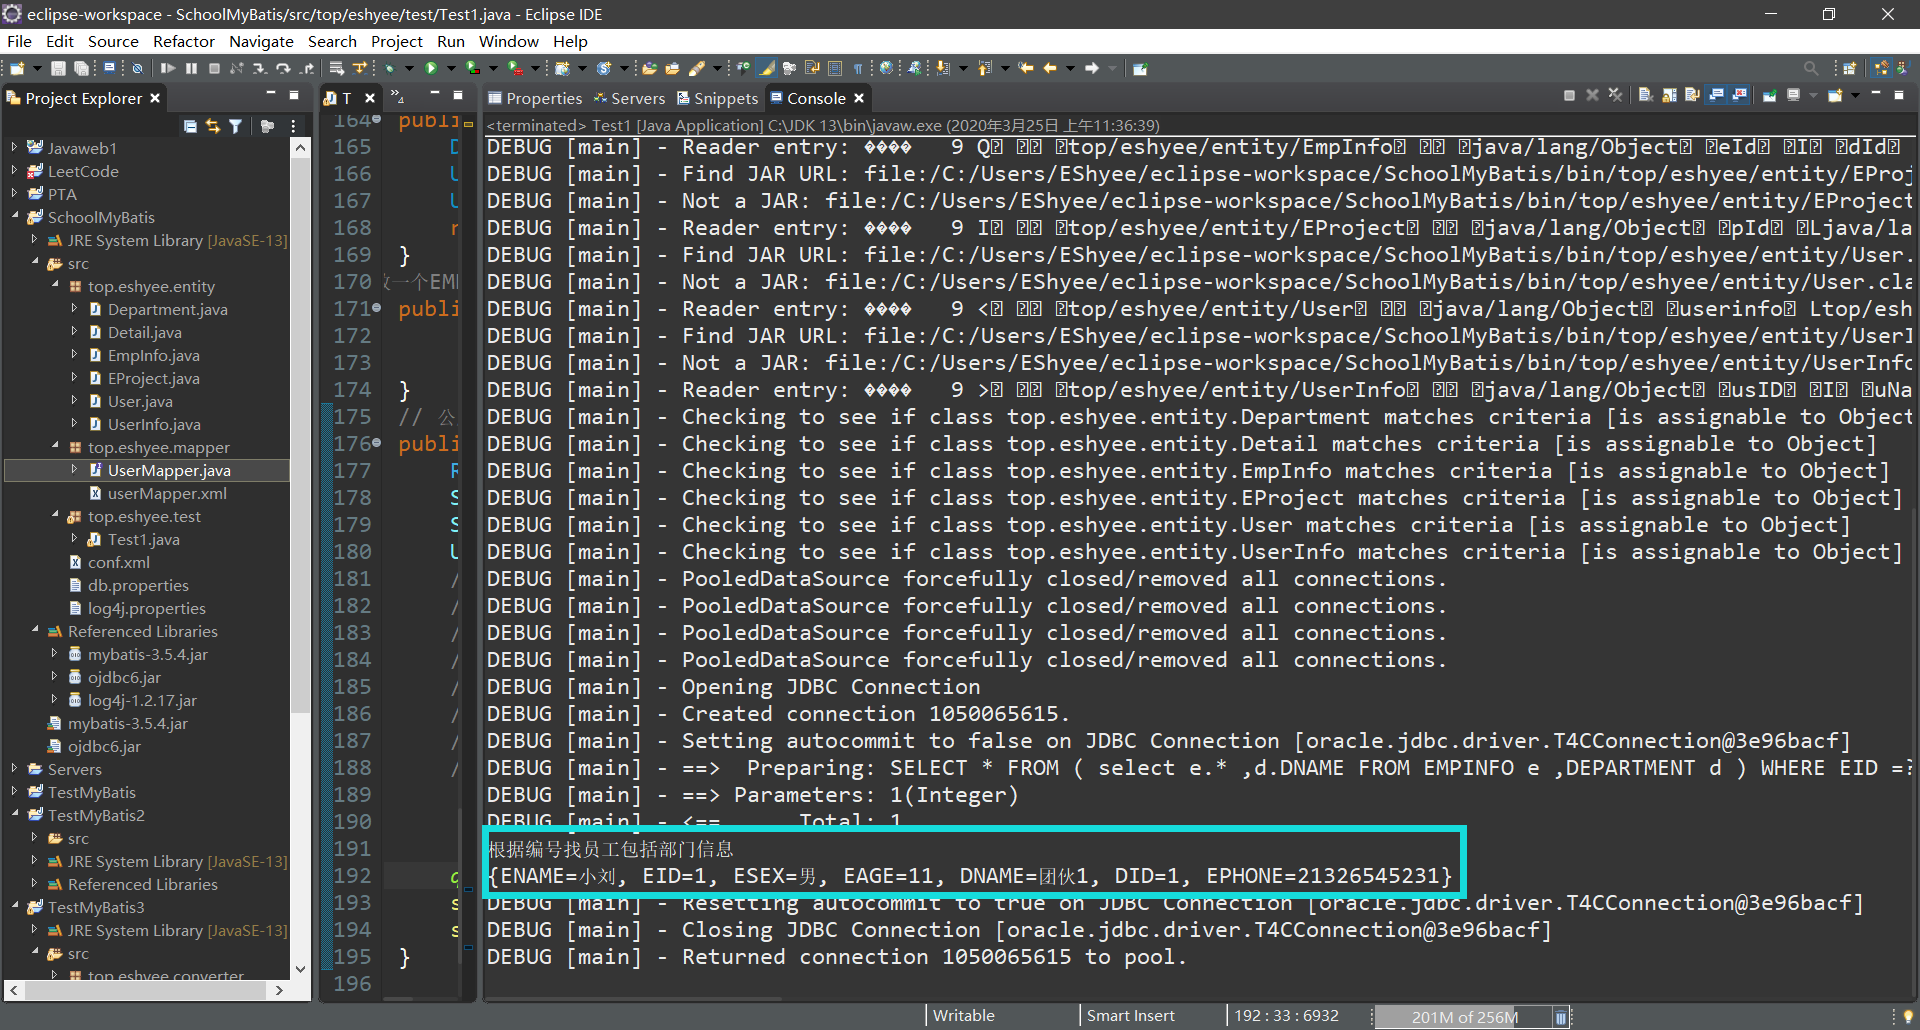 eclipse-workspace - SchoolMyBatis/src/top/eshyee/test/Test1.java - Eclipse IDE
File Edit Source Refactor Navigate Search Project Run Window Help
Project Explorer
T
Properties Servers Snippets Console
<terminated> Test1 [Java Application] C:\JDK 13\bin\javaw.exe (2020年3月25日 上午11:36:39)
Javaweb1
LeetCode
PTA
SchoolMyBatis
JRE System Library [JavaSE-13]
src
top.eshyee.entity
Department.java
Detail.java
EmpInfo.java
EProject.java
User.java
UserInfo.java
top.eshyee.mapper
UserMapper.java
userMapper.xml
top.eshyee.test
Test1.java
conf.xml
db.properties
log4j.properties
Referenced Libraries
mybatis-3.5.4.jar
ojdbc6.jar
log4j-1.2.17.jar
mybatis-3.5.4.jar
ojdbc6.jar
Servers
TestMyBatis
TestMyBatis2
src
JRE System Library [JavaSE-13]
Referenced Libraries
TestMyBatis3
JRE System Library [JavaSE-13]
src
top.eshyee.converter
164 publi
165
166
167
168
169 }
170 一个EM
171 publi
172
173
174 }
175 // 公
176 publi
177 R
178 S
179 S
180 U
181 /
182 /
183 /
184 /
185 /
186 /
187 /
188 /
189
190
191
192
193 s
194 s
195 }
196
DEBUG [main] - Reader entry: ���� 9 Q top/eshyee/entity/EmpInfo java/lang/Object eId I dId
DEBUG [main] - Find JAR URL: file:/C:/Users/EShyee/eclipse-workspace/SchoolMyBatis/bin/top/eshyee/entity/EProj
DEBUG [main] - Not a JAR: file:/C:/Users/EShyee/eclipse-workspace/SchoolMyBatis/bin/top/eshyee/entity/EProject
DEBUG [main] - Reader entry: ���� 9 I top/eshyee/entity/EProject java/lang/Object pId Ljava/la
DEBUG [main] - Find JAR URL: file:/C:/Users/EShyee/eclipse-workspace/SchoolMyBatis/bin/top/eshyee/entity/User.
DEBUG [main] - Not a JAR: file:/C:/Users/EShyee/eclipse-workspace/SchoolMyBatis/bin/top/eshyee/entity/User.cla
DEBUG [main] - Reader entry: ���� 9 < top/eshyee/entity/User java/lang/Object userinfo Ltop/esh
DEBUG [main] - Find JAR URL: file:/C:/Users/EShyee/eclipse-workspace/SchoolMyBatis/bin/top/eshyee/entity/UserI
DEBUG [main] - Not a JAR: file:/C:/Users/EShyee/eclipse-workspace/SchoolMyBatis/bin/top/eshyee/entity/UserInfo
DEBUG [main] - Reader entry: ���� 9 > top/eshyee/entity/UserInfo java/lang/Object usID I uNa
DEBUG [main] - Checking to see if class top.eshyee.entity.Department matches criteria [is assignable to Object
DEBUG [main] - Checking to see if class top.eshyee.entity.Detail matches criteria [is assignable to Object]
DEBUG [main] - Checking to see if class top.eshyee.entity.EmpInfo matches criteria [is assignable to Object]
DEBUG [main] - Checking to see if class top.eshyee.entity.EProject matches criteria [is assignable to Object]
DEBUG [main] - Checking to see if class top.eshyee.entity.User matches criteria [is assignable to Object]
DEBUG [main] - Checking to see if class top.eshyee.entity.UserInfo matches criteria [is assignable to Object]
DEBUG [main] - PooledDataSource forcefully closed/removed all connections.
DEBUG [main] - PooledDataSource forcefully closed/removed all connections.
DEBUG [main] - PooledDataSource forcefully closed/removed all connections.
DEBUG [main] - PooledDataSource forcefully closed/removed all connections.
DEBUG [main] - Opening JDBC Connection
DEBUG [main] - Created connection 1050065615.
DEBUG [main] - Setting autocommit to false on JDBC Connection [oracle.jdbc.driver.T4CConnection@3e96bacf]
DEBUG [main] - ==>  Preparing: SELECT * FROM ( select e.* ,d.DNAME FROM EMPINFO e ,DEPARTMENT d ) WHERE EID =?
DEBUG [main] - ==> Parameters: 1(Integer)
DEBUG [main] - <==      Total: 1
根据编号找员工包括部门信息
{ENAME=小刘, EID=1, ESEX=男, EAGE=11, DNAME=团伙1, DID=1, EPHONE=21326545231}
DEBUG [main] - Resetting autocommit to true on JDBC Connection [oracle.jdbc.driver.T4CConnection@3e96bacf]
DEBUG [main] - Closing JDBC Connection [oracle.jdbc.driver.T4CConnection@3e96bacf]
DEBUG [main] - Returned connection 1050065615 to pool.
Writable Smart Insert 192 : 33 : 6932 201M of 256M